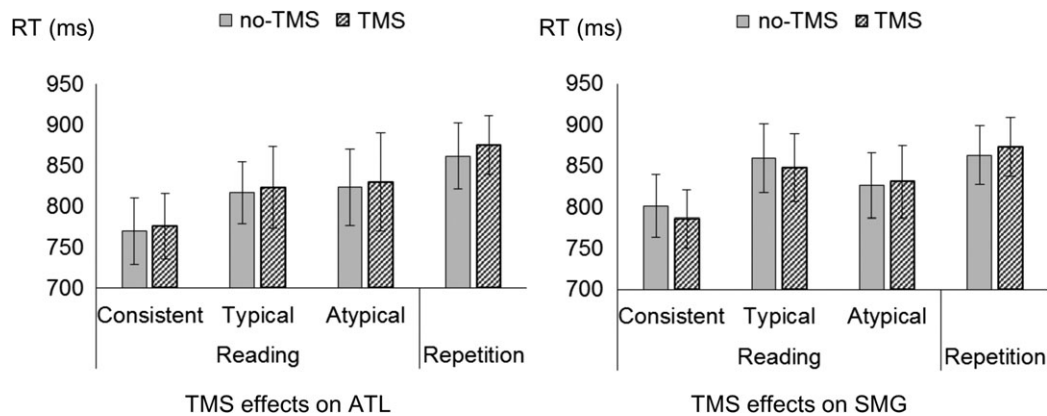 RT (ms)
no-TMS TMS
950
900
850
800
750
700
Consistent Typical Atypical
Reading Repetition
TMS effects on ATL
RT (ms)
no-TMS TMS
950
900
850
800
750
700
Consistent Typical Atypical
Reading Repetition
TMS effects on SMG